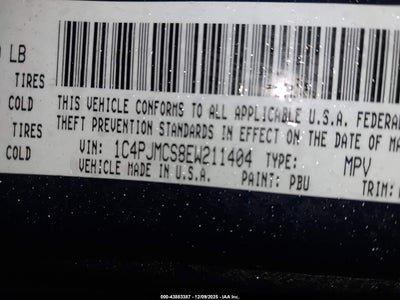 LB
TIRES
COLD
TIRES
COLD
THIS VEHICLE CONFORMS TO ALL APPLICABLE U.S.A. FEDERA
THEFT PREVENTION STANDARDS IN EFFECT ON THE DATE OF MA
VIN: 1C4PJMCS8EW211404 TYPE: MPV
VEHICLE MADE IN U.S.A. PAINT: PBU TRIM:
© 000-43883387 - 12/09/2025 - IAA Inc.